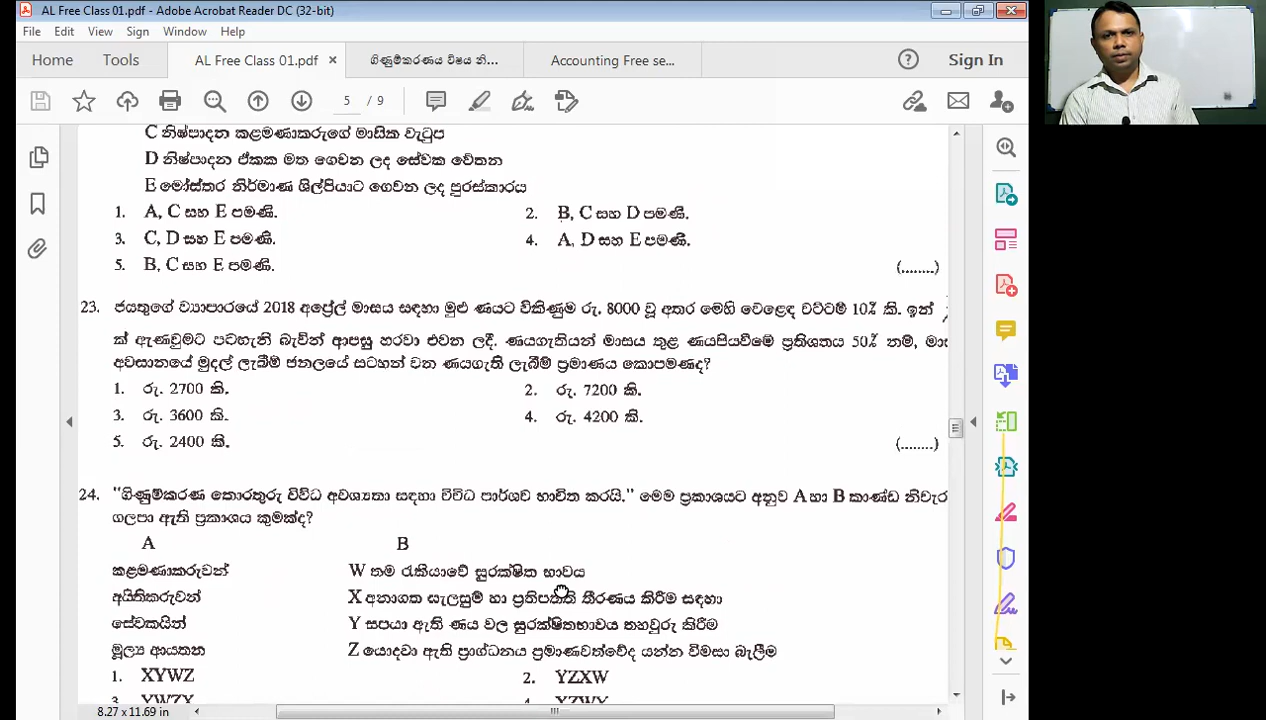 AL Free Class 01.pdf - Adobe Acrobat Reader DC (32-bit)
File Edit View Sign Window Help
Home Tools AL Free Class 01.pdf × ගිණුම්කරණය විෂය නි... Accounting Free se... Sign In
5 / 9
C නිෂ්පාදන කළමණාකරුගේ මාසික වැටුප
D නිෂ්පාදන ඒකක මත ගෙවන ලද සේවක වේතන
E මෝස්තර නිර්මාණ ශිල්පියාට ගෙවන ලද පුරස්කාරය
1. A, C සහ E පමණි. 2. B, C සහ D පමණි.
3. C, D සහ E පමණි. 4. A, D සහ E පමණි.
5. B, C සහ E පමණි. (........)
23. ජයතුගේ ව්‍යාපාරයේ 2018 අප්‍රේල් මාසය සඳහා මුළු ණයට විකිණුම රු. 8000 වූ අතර මෙහි වෙළෙඳ වට්ටම් 10% කි. ඉන්
ක් ඇණවුමට පටහැනි බැවින් ආපසු හරවා එවන ලදී. ණයගැතියන් මාසය තුළ ණයපියවීමේ ප්‍රතිශතය 50% නම්,
අවසානයේ මුදල් ලැබීම් ජනලයේ සටහන් වන ණයගැති ලැබීම් ප්‍රමාණය කොපමණද?
1. රු. 2700 කි. 2. රු. 7200 කි.
3. රු. 3600 කි. 4. රු. 4200 කි.
5. රු. 2400 කි. (........)
24. "ගිණුම්කරණ තොරතුරු විවිධ අවශ්‍යතා සඳහා විවිධ පාර්ශව භාවිත කරයි." මෙම ප්‍රකාශයට අනුව A හා B කාණ්ඩ නිවැර
ගලපා ඇති ප්‍රකාශය කුමක්ද?
A B
කළමණාකරුවන් W තම රැකියාවේ සුරක්ෂිත භාවය
අයිතිකරුවන් X අනාගත සැලසුම් හා ප්‍රතිපත්ති තීරණය කිරීම සඳහා
සේවකයින් Y සපයා ඇති ණය වල සුරක්ෂිතභාවය තහවුරු කිරීම
මූල්‍ය ආයතන Z යොදවා ඇති ප්‍රාග්ධනය ප්‍රමාණවත්වේද යන්න විමසා බැලීම
1. XYWZ 2. YZXW
8.27 x 11.69 in